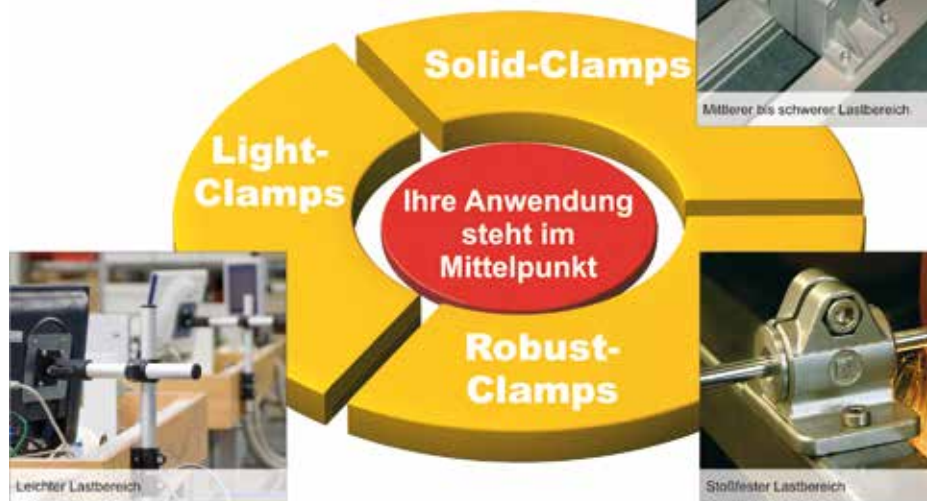 Solid-Clamps
Mittlerer bis schwerer Lastbereich
Light-
Clamps
Ihre Anwendung
steht im
Mittelpunkt
Robust-
Clamps
Leichter Lastbereich
Stoßfester Lastbereich